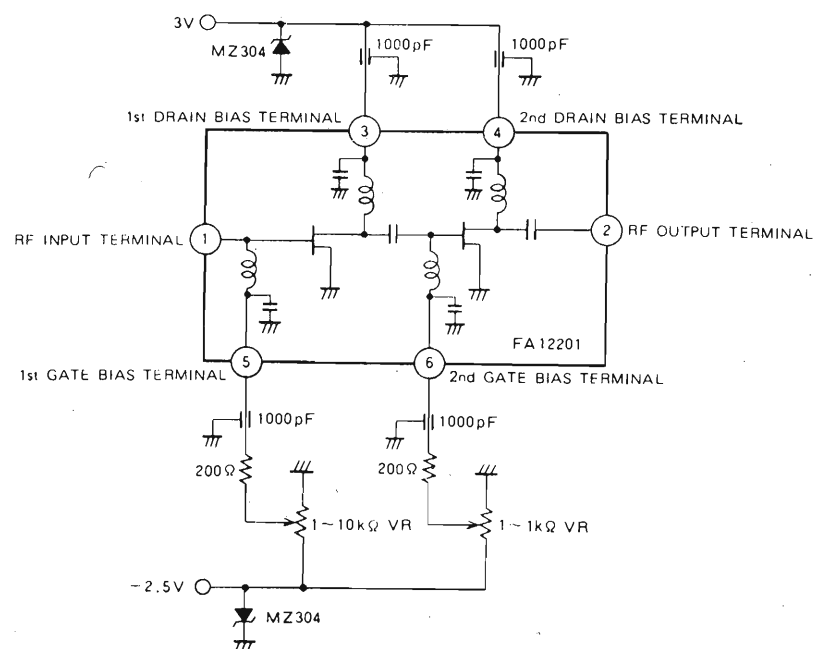 3V
MZ304
1000pF
1000pF
1st DRAIN BIAS TERMINAL
2nd DRAIN BIAS TERMINAL
3
4
RF INPUT TERMINAL
1
2
RF OUTPUT TERMINAL
FA12201
1st GATE BIAS TERMINAL
5
6
2nd GATE BIAS TERMINAL
1000pF
1000pF
200Ω
200Ω
1~10kΩ VR
1~1kΩ VR
-2.5V
MZ304